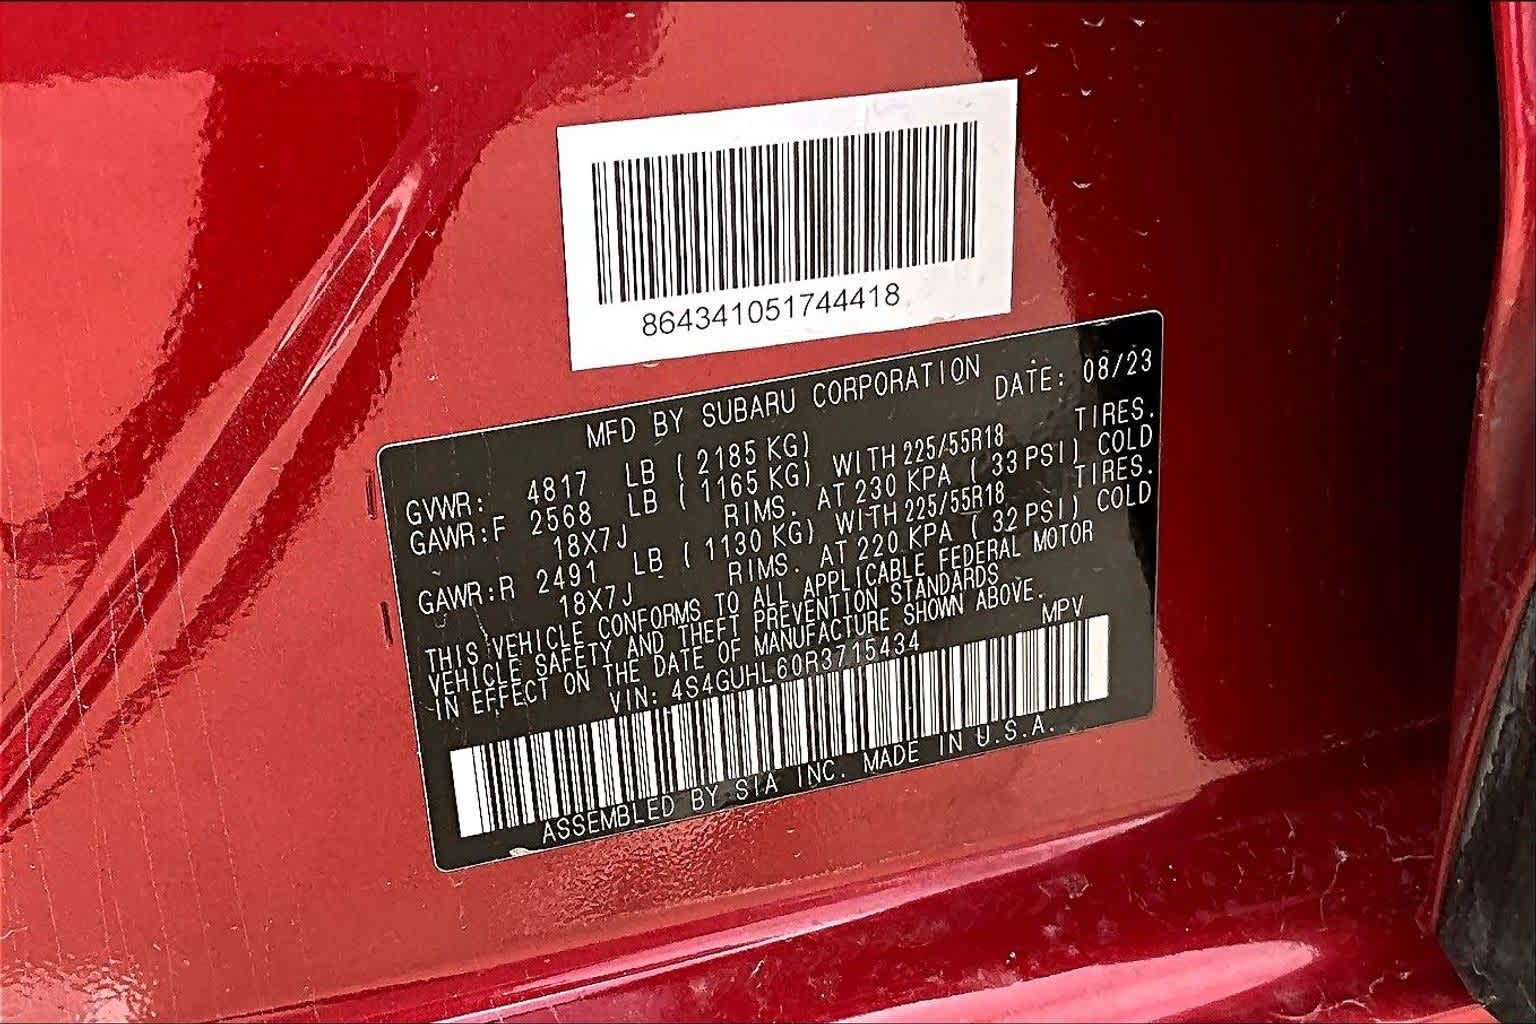 864341051744418
MFD BY SUBARU CORPORATION DATE: 08/23
GVWR: 4817 LB ( 2185 KG)
GAWR:F 2568 LB ( 1165 KG) WITH 225/55R18 TIRES.
18X7J RIMS. AT 230 KPA ( 33 PSI) COLD
GAWR:R 2491 LB ( 1130 KG) WITH 225/55R18 TIRES.
18X7J RIMS. AT 220 KPA ( 32 PSI) COLD
THIS VEHICLE CONFORMS TO ALL APPLICABLE FEDERAL MOTOR
VEHICLE SAFETY AND THEFT PREVENTION STANDARDS
IN EFFECT ON THE DATE OF MANUFACTURE SHOWN ABOVE.
VIN: 4S4GUHL60R3715434 MPV
ASSEMBLED BY SIA INC. MADE IN U.S.A.